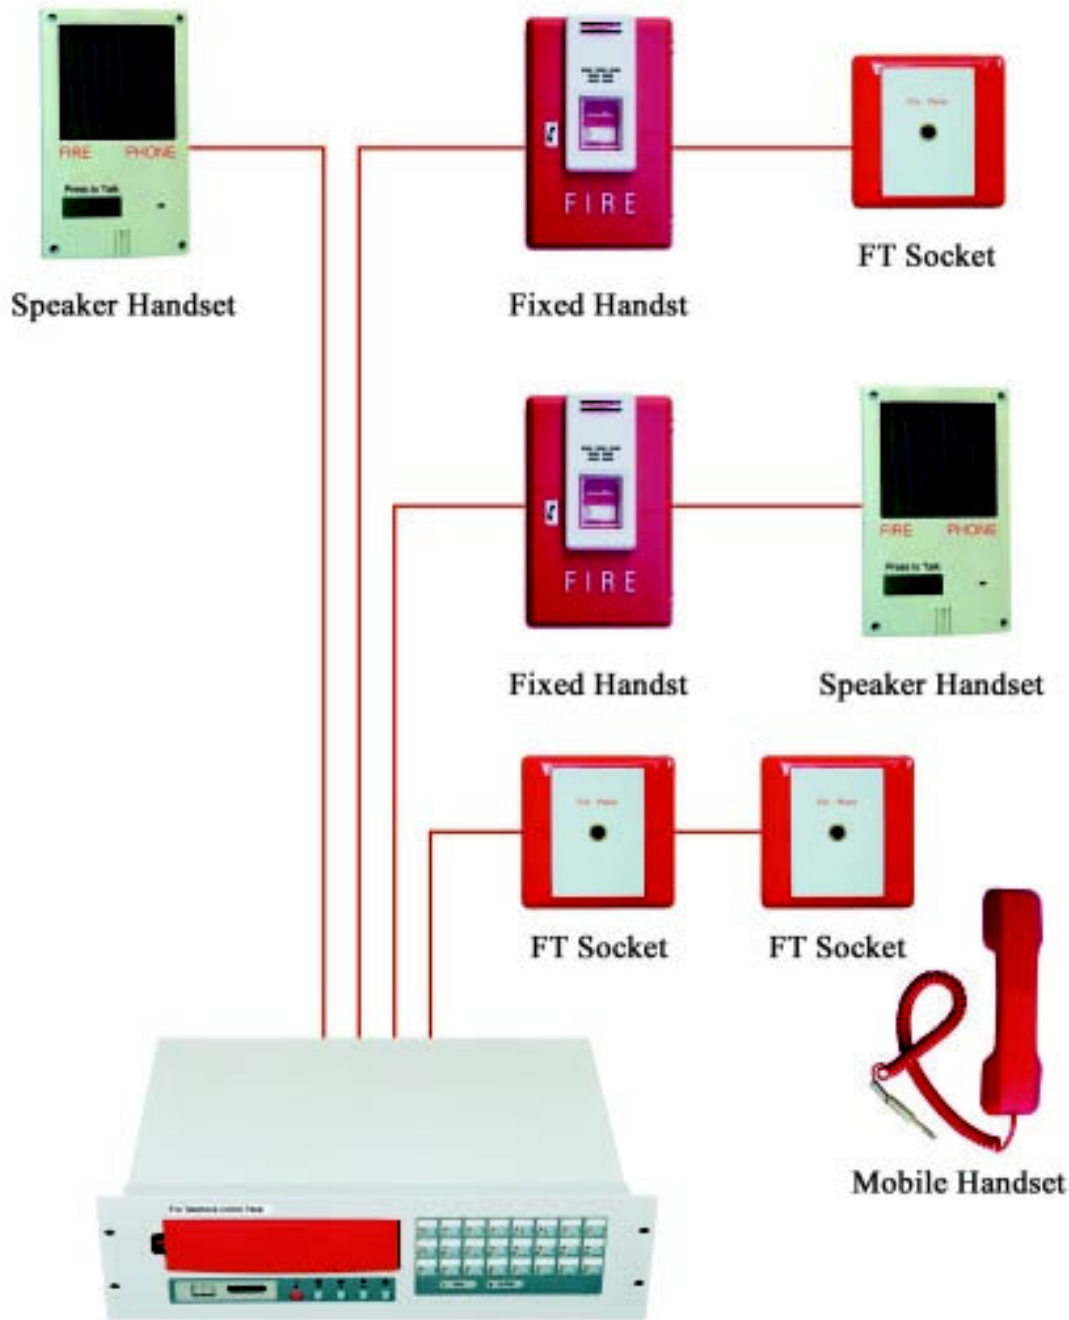 FIRE PHONE
Press to Talk
Speaker Handset
FIRE
Fixed Handst
FT Socket
FIRE
Fixed Handst
FIRE PHONE
Press to Talk
Speaker Handset
FT Socket
FT Socket
Mobile Handset